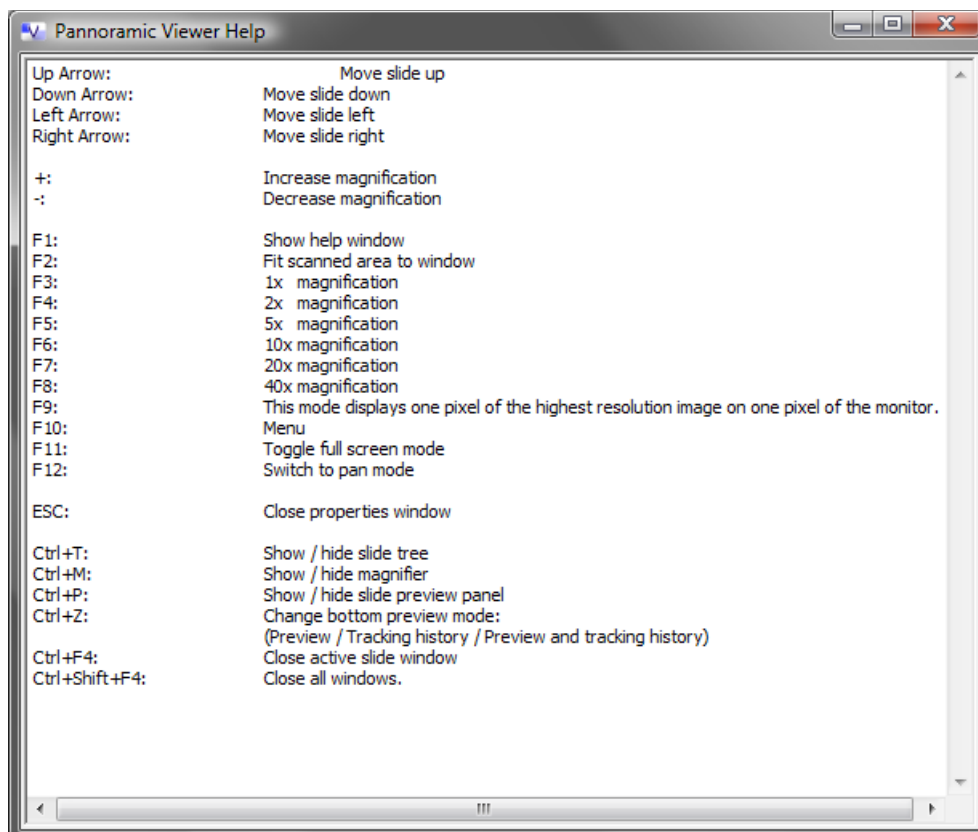 Pannoramic Viewer Help
Up Arrow: Move slide up
Down Arrow: Move slide down
Left Arrow: Move slide left
Right Arrow: Move slide right
+: Increase magnification
-: Decrease magnification
F1: Show help window
F2: Fit scanned area to window
F3: 1x magnification
F4: 2x magnification
F5: 5x magnification
F6: 10x magnification
F7: 20x magnification
F8: 40x magnification
F9: This mode displays one pixel of the highest resolution image on one pixel of the monitor.
F10: Menu
F11: Toggle full screen mode
F12: Switch to pan mode
ESC: Close properties window
Ctrl+T: Show / hide slide tree
Ctrl+M: Show / hide magnifier
Ctrl+P: Show / hide slide preview panel
Ctrl+Z: Change bottom preview mode:
(Preview / Tracking history / Preview and tracking history)
Ctrl+F4: Close active slide window
Ctrl+Shift+F4: Close all windows.